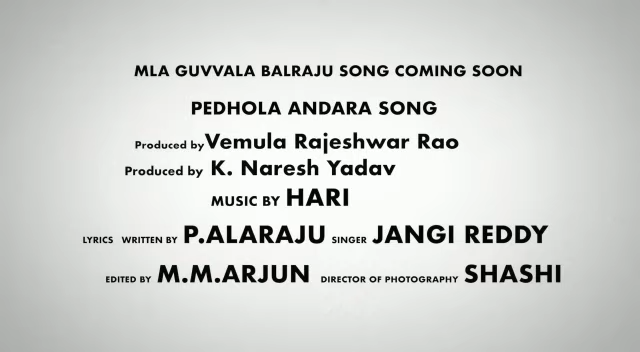 MLA GUVVALA BALRAJU SONG COMING SOON
PEDHOLA ANDARA SONG
Produced by Vemula Rajeshwar Rao
Produced by K. Naresh Yadav
MUSIC BY HARI
LYRICS WRITTEN BY P.ALARAJU SINGER JANGI REDDY
EDITED BY M.M.ARJUN DIRECTOR OF PHOTOGRAPHY SHASHI